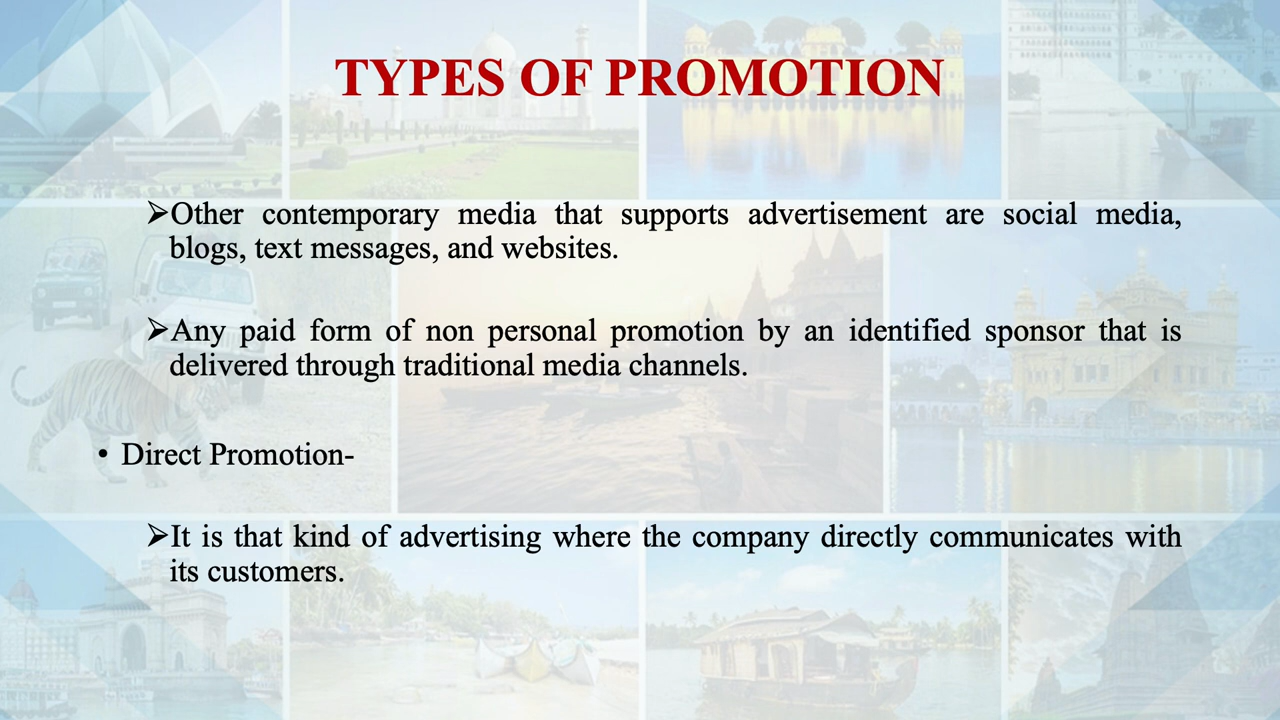 TYPES OF PROMOTION
➢Other contemporary media that supports advertisement are social media,
blogs, text messages, and websites.
➢Any paid form of non personal promotion by an identified sponsor that is
delivered through traditional media channels.
• Direct Promotion-
➢It is that kind of advertising where the company directly communicates with
its customers.